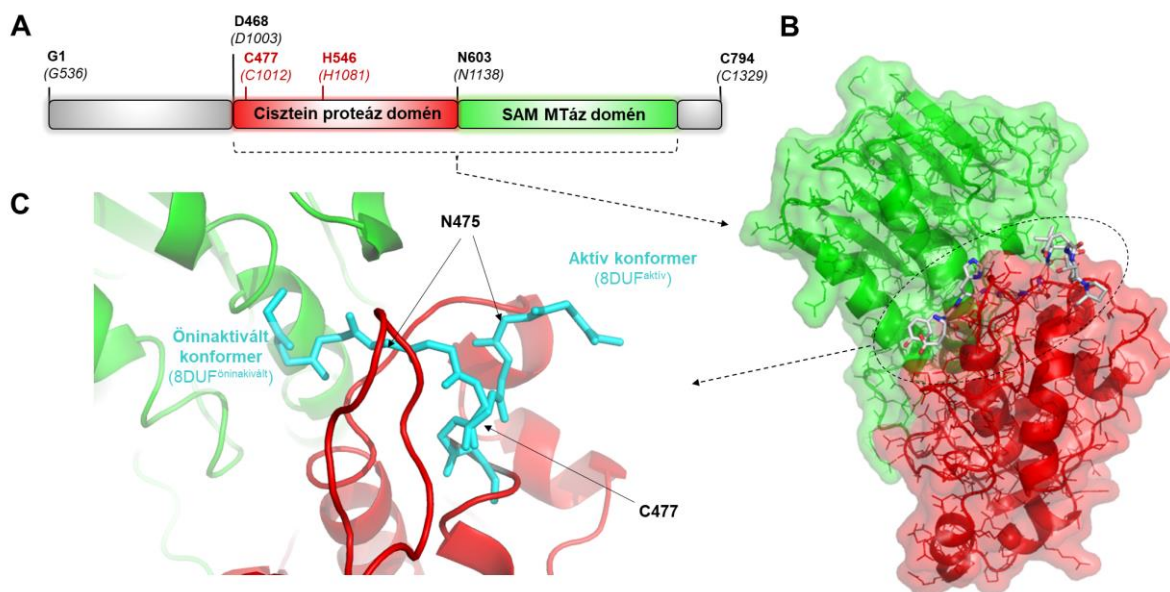 A
G1
(G536)
D468
(D1003)
C477
(C1012)
H546
(H1081)
N603
(N1138)
C794
(C1329)
Cisztein proteáz domén
SAM MTáz domén
B
C
N475
Aktív konformer
(8DUFaktív)
Öninaktivált
konformer
(8DUFöninakivált)
C477